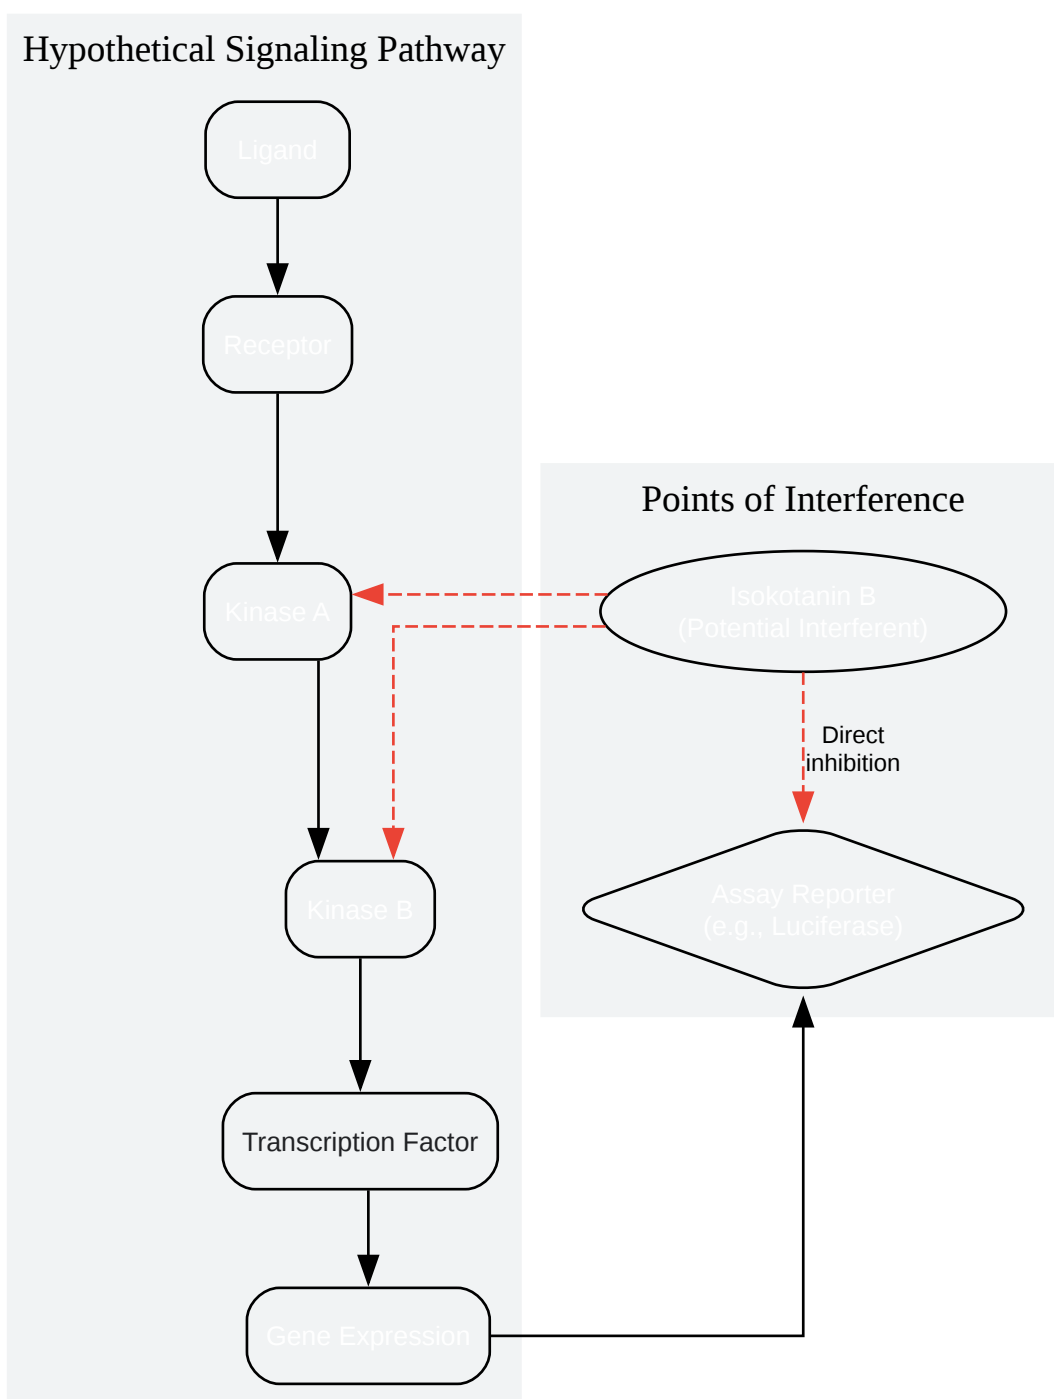 Hypothetical Signaling Pathway
Ligand
Receptor
Kinase A
Kinase B
Transcription Factor
Gene Expression
Points of Interference
Isokotanin B
(Potential Interferent)
Direct
inhibition
Assay Reporter
(e.g., Luciferase)